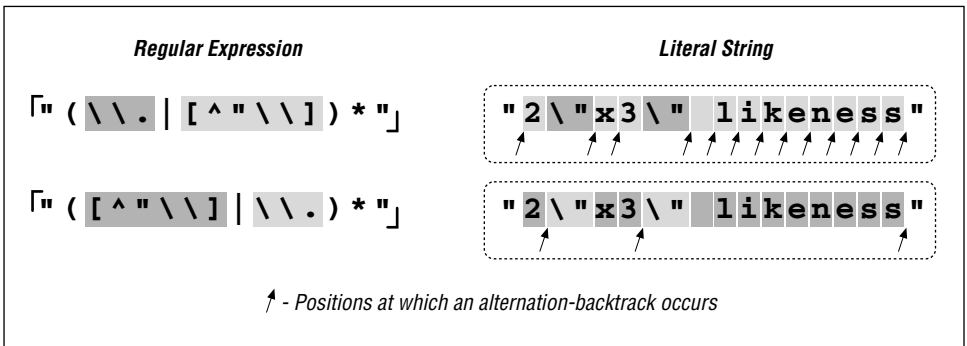 Regular Expression
Literal String
「"(\\.|[^"\\])*"」
"2\"x3\" likeness"
「"([^"\\]|\\.)*"」
"2\"x3\" likeness"
- Positions at which an alternation-backtrack occurs